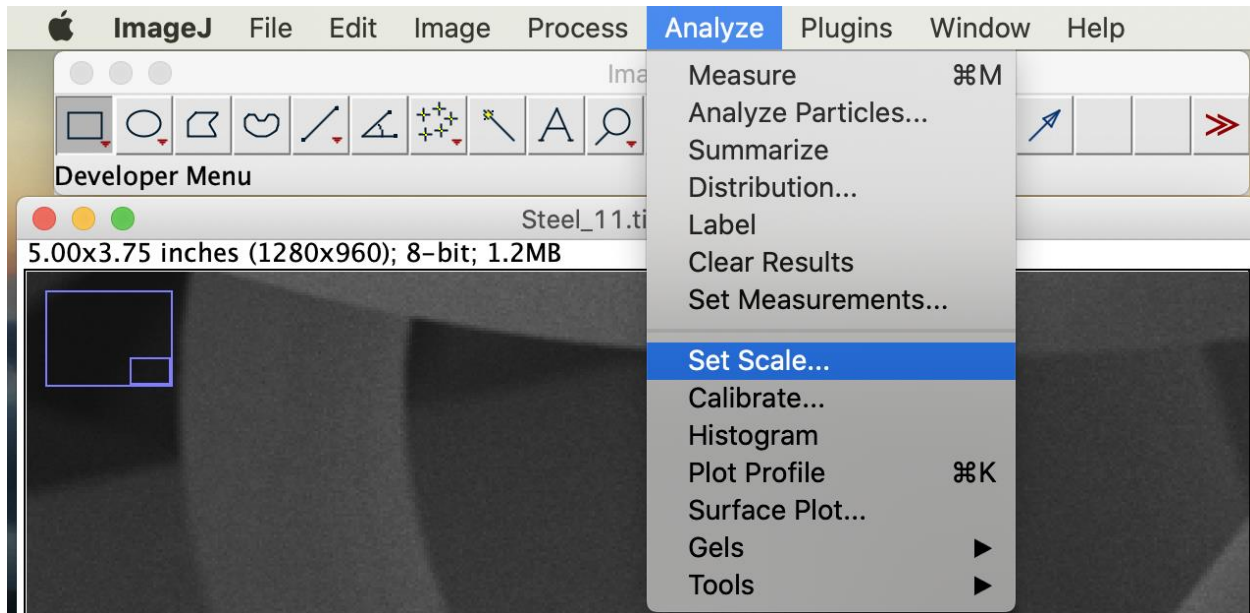 ImageJ File Edit Image Process Analyze Plugins Window Help
Ima
Measure ⌘M
Analyze Particles...
Summarize
Distribution...
Label
Clear Results
Set Measurements...
Set Scale...
Calibrate...
Histogram
Plot Profile ⌘K
Surface Plot...
Gels ▶
Tools ▶
A
Developer Menu
Steel_11.ti
5.00x3.75 inches (1280x960); 8-bit; 1.2MB